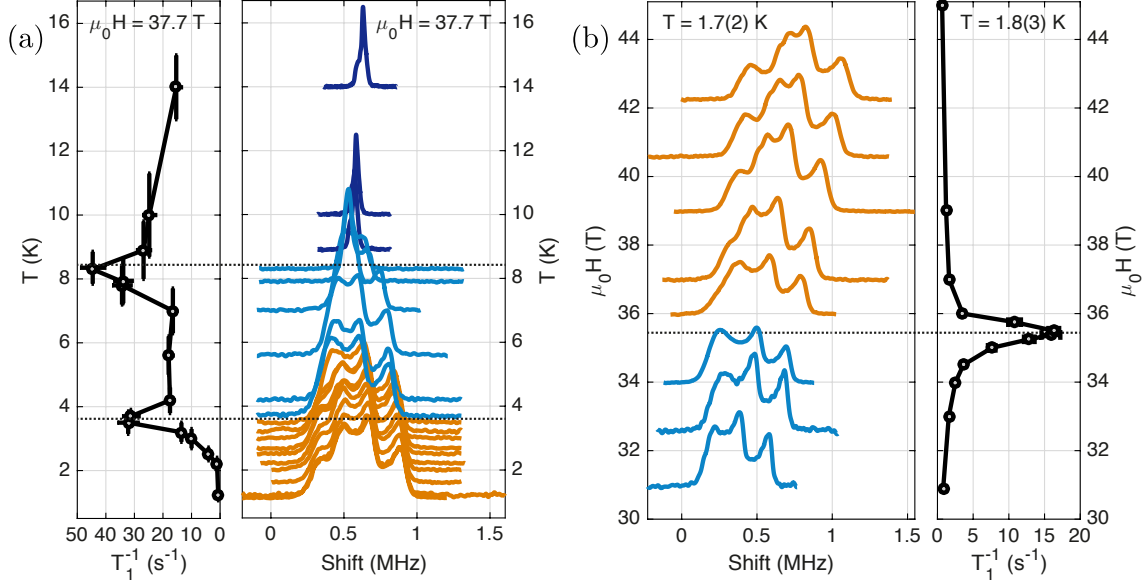 (a)
μ₀H = 37.7 T
μ₀H = 37.7 T
16
14
12
10
8
6
4
2
T (K)
50 40 30 20 10 0
T₁⁻¹ (s⁻¹)
T (K)
16
14
12
10
8
6
4
2
0 0.5 1 1.5
Shift (MHz)
(b)
T = 1.7(2) K
T = 1.8(3) K
44
42
40
38
36
34
32
30
μ₀H (T)
0 0.5 1 1.5
Shift (MHz)
μ₀H (T)
44
42
40
38
36
34
32
30
0 5 10 15 20
T₁⁻¹ (s⁻¹)